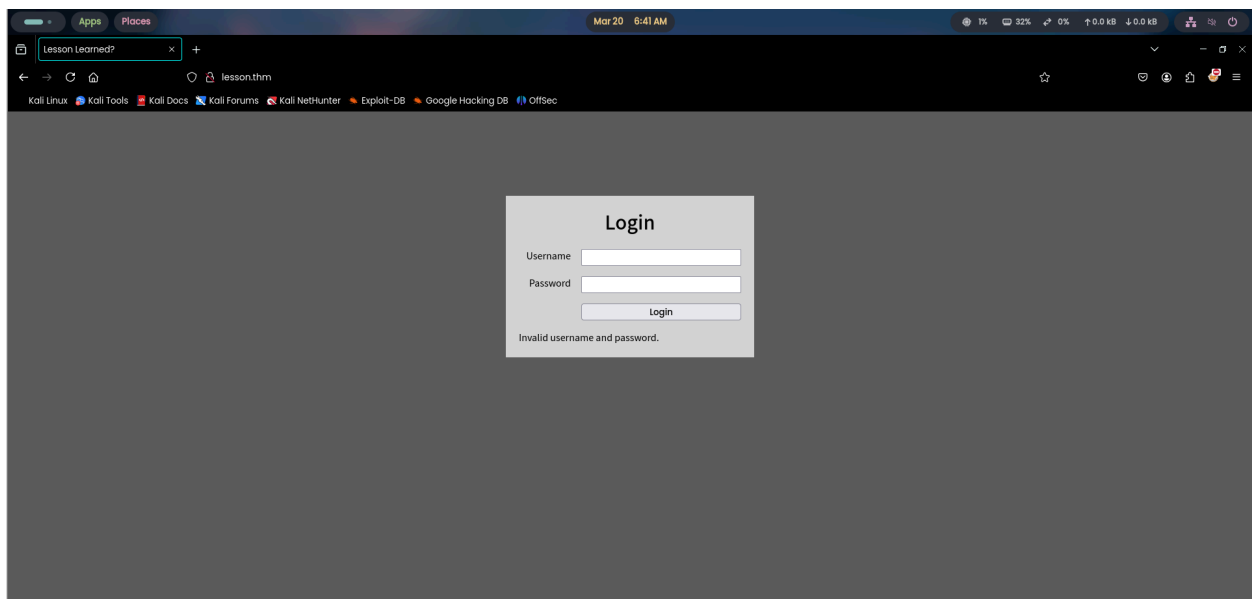 Apps Places Mar 20 6:41 AM 1% 32% 0% ↑0.0 kB ↓0.0 kB
Lesson Learned?
lesson.thm
Kali Linux Kali Tools Kali Docs Kali Forums Kali NetHunter Exploit-DB Google Hacking DB OffSec
Login
Username
Password
Login
Invalid username and password.